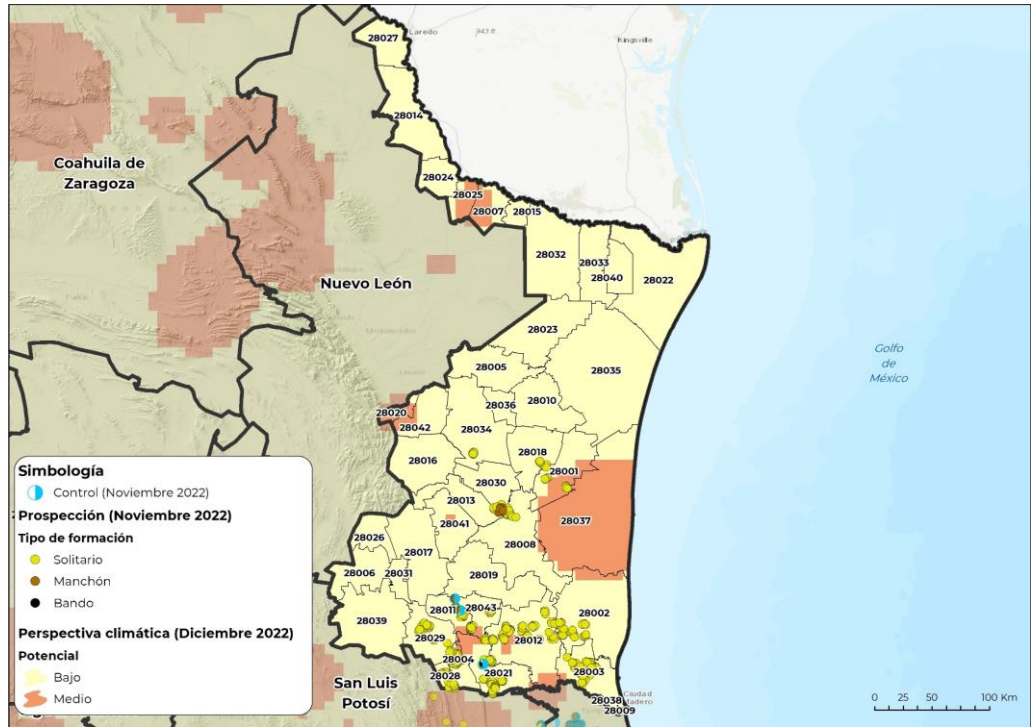 Laredo
943 ft
Kingsville
28027
28014
Coahuila de
Zaragoza
28024
28025
28007
28015
28032
28033
28040
28022
Nuevo León
28023
28005
28035
Golfo
de
México
28036
28010
28020
28042
28034
28016
28018
28001
28030
28013
28041
28037
28008
28026
28017
28006
28031
28019
28011
28043
28002
28039
28029
28012
28004
28028
28021
28003
San Luis
Potosí
28038
28009
Ciudad
Madero
Simbología
Control (Noviembre 2022)
Prospección (Noviembre 2022)
Tipo de formación
Solitario
Manchón
Bando
Perspectiva climática (Diciembre 2022)
Potencial
Bajo
Medio
0 25 50 100 Km